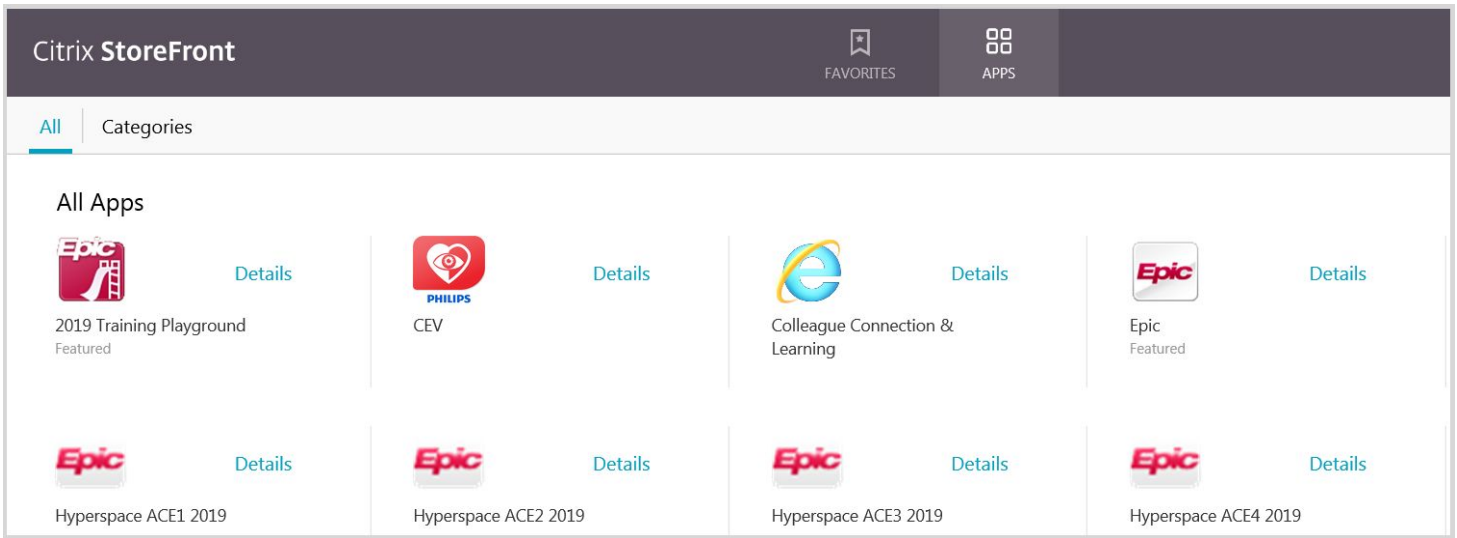 Citrix StoreFront
FAVORITES
APPS
All
Categories
All Apps
Epic
Details
PHILIPS
Details
Details
Epic
Details
2019 Training Playground
Featured
CEV
Colleague Connection &
Learning
Epic
Featured
Epic
Details
Epic
Details
Epic
Details
Epic
Details
Hyperspace ACE1 2019
Hyperspace ACE2 2019
Hyperspace ACE3 2019
Hyperspace ACE4 2019